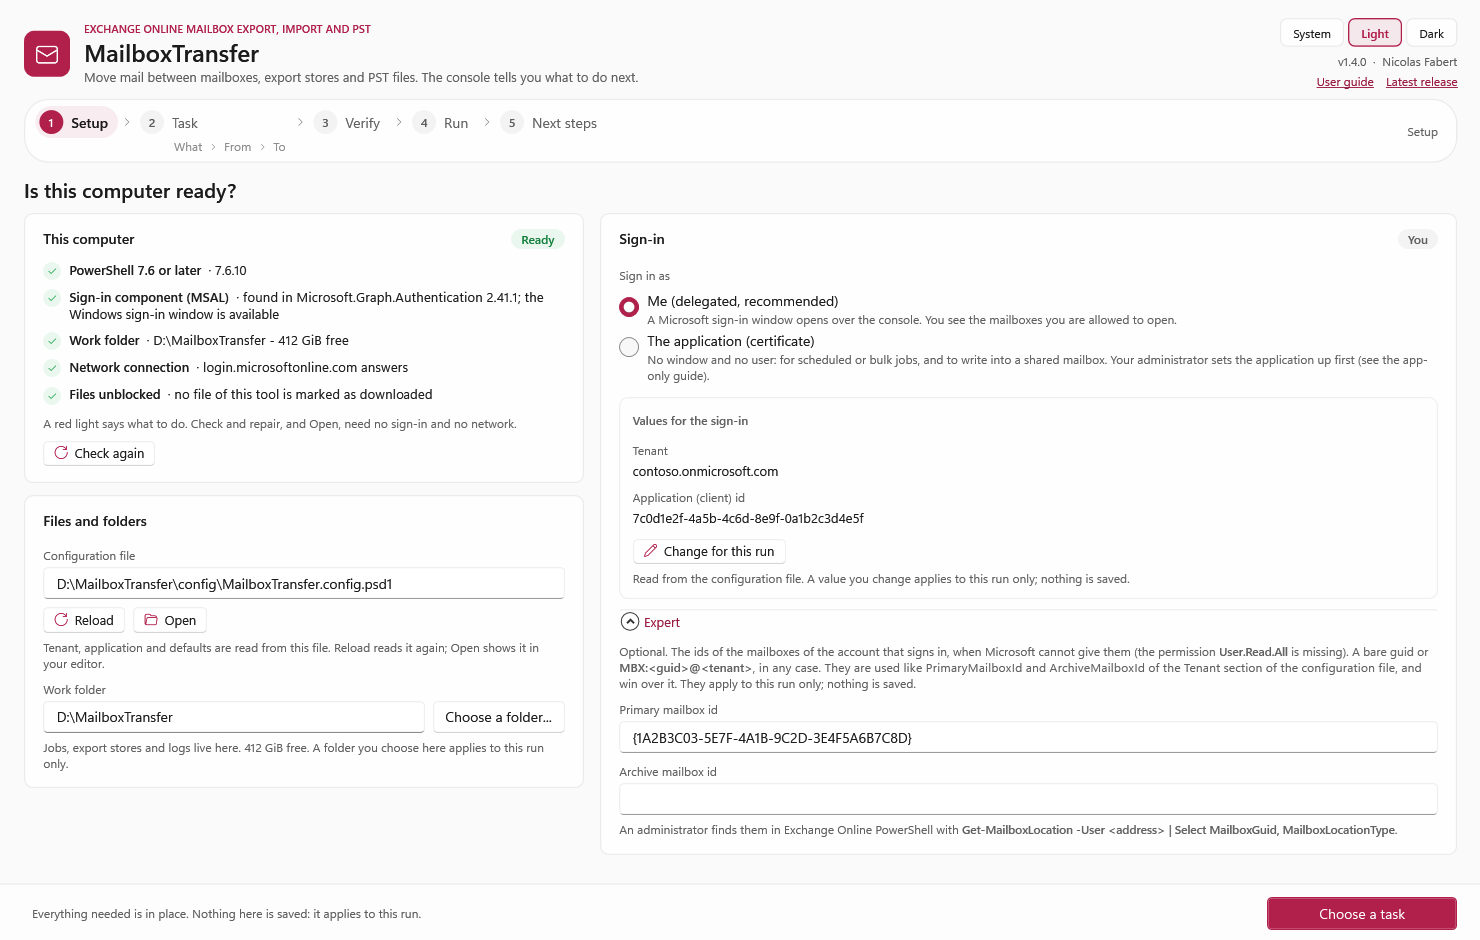 EXCHANGE ONLINE MAILBOX EXPORT, IMPORT AND PST
MailboxTransfer
Move mail between mailboxes, export stores and PST files. The console tells you what to do next.
System
Light
Dark
v1.4.0 · Nicolas Fabert
User guide
Latest release
1 Setup
2 Task
3 Verify
4 Run
5 Next steps
What > From > To
Setup
Is this computer ready?
This computer
Ready
PowerShell 7.6 or later · 7.6.10
Sign-in component (MSAL) · found in Microsoft.Graph.Authentication 2.41.1; the
Windows sign-in window is available
Work folder · D:\MailboxTransfer - 412 GiB free
Network connection · login.microsoftonline.com answers
Files unblocked · no file of this tool is marked as downloaded
A red light says what to do. Check and repair, and Open, need no sign-in and no network.
Check again
Files and folders
Configuration file
D:\MailboxTransfer\config\MailboxTransfer.config.psd1
Reload
Open
Tenant, application and defaults are read from this file. Reload reads it again; Open shows it in
your editor.
Work folder
D:\MailboxTransfer
Choose a folder...
Jobs, export stores and logs live here. 412 GiB free. A folder you choose here applies to this run
only.
Sign-in
You
Sign in as
Me (delegated, recommended)
A Microsoft sign-in window opens over the console. You see the mailboxes you are allowed to open.
The application (certificate)
No window and no user: for scheduled or bulk jobs, and to write into a shared mailbox. Your administrator sets the application up first (see the app-
only guide).
Values for the sign-in
Tenant
contoso.onmicrosoft.com
Application (client) id
7c0d1e2f-4a5b-4c6d-8e9f-0a1b2c3d4e5f
Change for this run
Read from the configuration file. A value you change applies to this run only; nothing is saved.
Expert
Optional. The ids of the mailboxes of the account that signs in, when Microsoft cannot give them (the permission User.Read.All is missing). A bare guid or
MBX:<guid>@<tenant>, in any case. They are used like PrimaryMailboxId and ArchiveMailboxId of the Tenant section of the configuration file, and
win over it. They apply to this run only; nothing is saved.
Primary mailbox id
{1A2B3C03-5E7F-4A1B-9C2D-3E4F5A6B7C8D}
Archive mailbox id
An administrator finds them in Exchange Online PowerShell with Get-MailboxLocation -User <address> | Select MailboxGuid, MailboxLocationType.
Everything needed is in place. Nothing here is saved: it applies to this run.
Choose a task